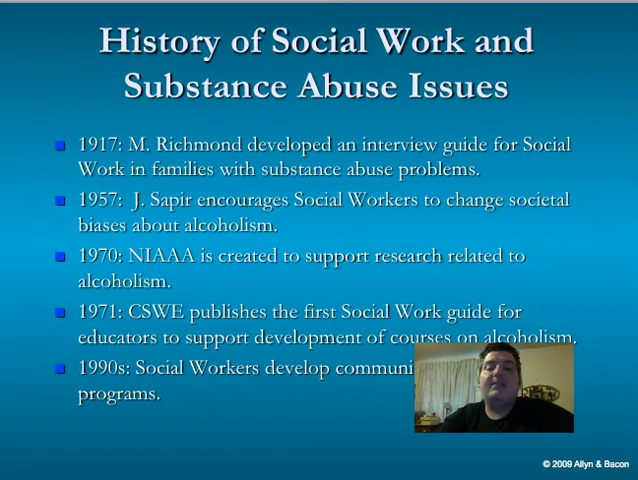 History of Social Work and
Substance Abuse Issues
1917: M. Richmond developed an interview guide for Social
Work in families with substance abuse problems.
1957: J. Sapir encourages Social Workers to change societal
biases about alcoholism.
1970: NIAAA is created to support research related to
alcoholism.
1971: CSWE publishes the first Social Work guide for
educators to support development of courses on alcoholism.
1990s: Social Workers develop
programs.
© 2009 Allyn & Bacon